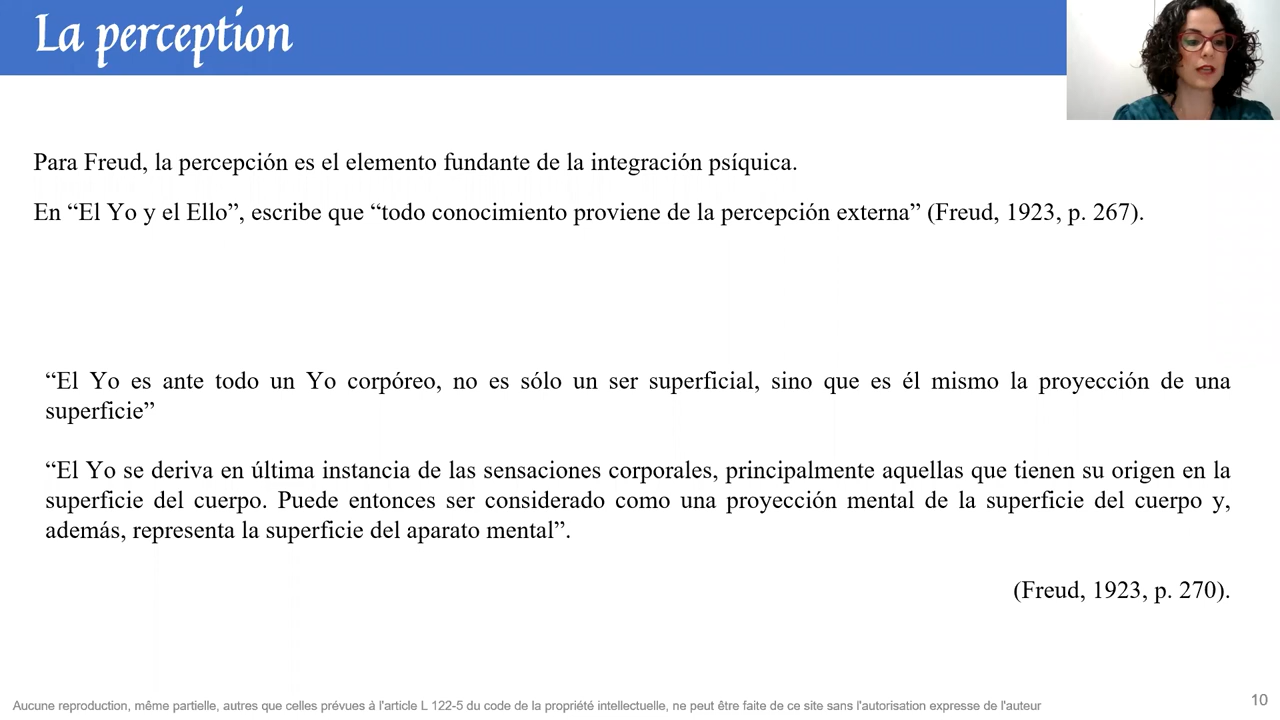 La perception
Para Freud, la percepción es el elemento fundante de la integración psíquica.
En “El Yo y el Ello”, escribe que “todo conocimiento proviene de la percepción externa” (Freud, 1923, p. 267).
“El Yo es ante todo un Yo corpóreo, no es sólo un ser superficial, sino que es él mismo la proyección de una
superficie”
“El Yo se deriva en última instancia de las sensaciones corporales, principalmente aquellas que tienen su origen en la
superficie del cuerpo. Puede entonces ser considerado como una proyección mental de la superficie del cuerpo y,
además, representa la superficie del aparato mental”.
(Freud, 1923, p. 270).
Aucune reproduction, même partielle, autres que celles prévues à l'article L 122-5 du code de la propriété intellectuelle, ne peut être faite de ce site sans l'autorisation expresse de l'auteur
10